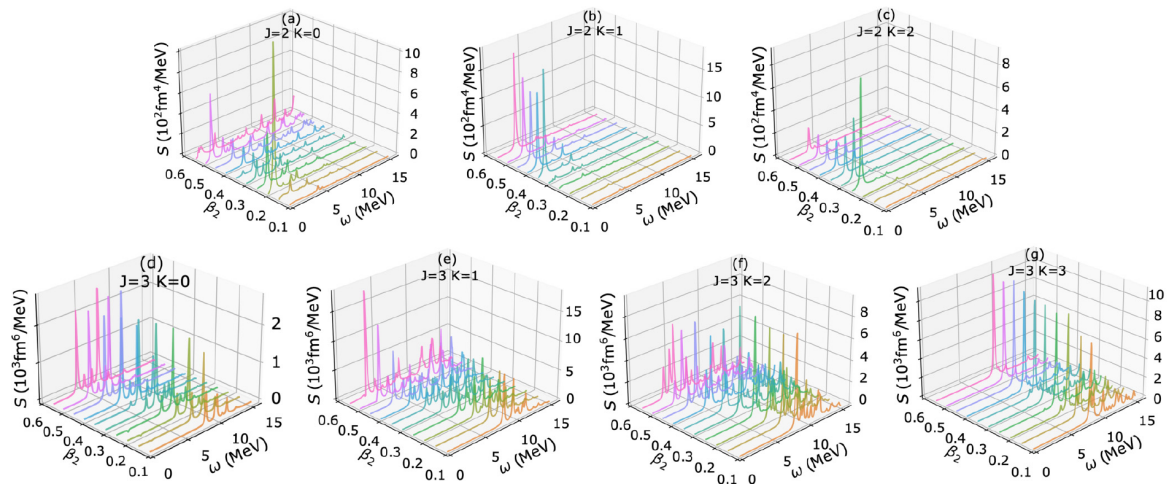 (a)
J=2 K=0
S (10²fm⁴/MeV)
10
8
6
4
2
0
0.6
0.5
0.4
0.3
0.2
0.1
β₂
0
5
10
15
ω (MeV)
(b)
J=2 K=1
S (10²fm⁴/MeV)
15
10
5
0
0.6
0.5
0.4
0.3
0.2
0.1
β₂
0
5
10
15
ω (MeV)
(c)
J=2 K=2
S (10²fm⁴/MeV)
8
6
4
2
0
0.6
0.5
0.4
0.3
0.2
0.1
β₂
0
5
10
15
ω (MeV)
(d)
J=3 K=0
S (10³fm⁶/MeV)
2
1
0
0.6
0.5
0.4
0.3
0.2
0.1
β₂
0
5
10
15
ω (MeV)
(e)
J=3 K=1
S (10³fm⁶/MeV)
15
10
5
0
0.6
0.5
0.4
0.3
0.2
0.1
β₂
0
5
10
15
ω (MeV)
(f)
J=3 K=2
S (10³fm⁶/MeV)
8
6
4
2
0
0.6
0.5
0.4
0.3
0.2
0.1
β₂
0
5
10
15
ω (MeV)
(g)
J=3 K=3
S (10³fm⁶/MeV)
10
8
6
4
2
0
0.6
0.5
0.4
0.3
0.2
0.1
β₂
0
5
10
15
ω (MeV)